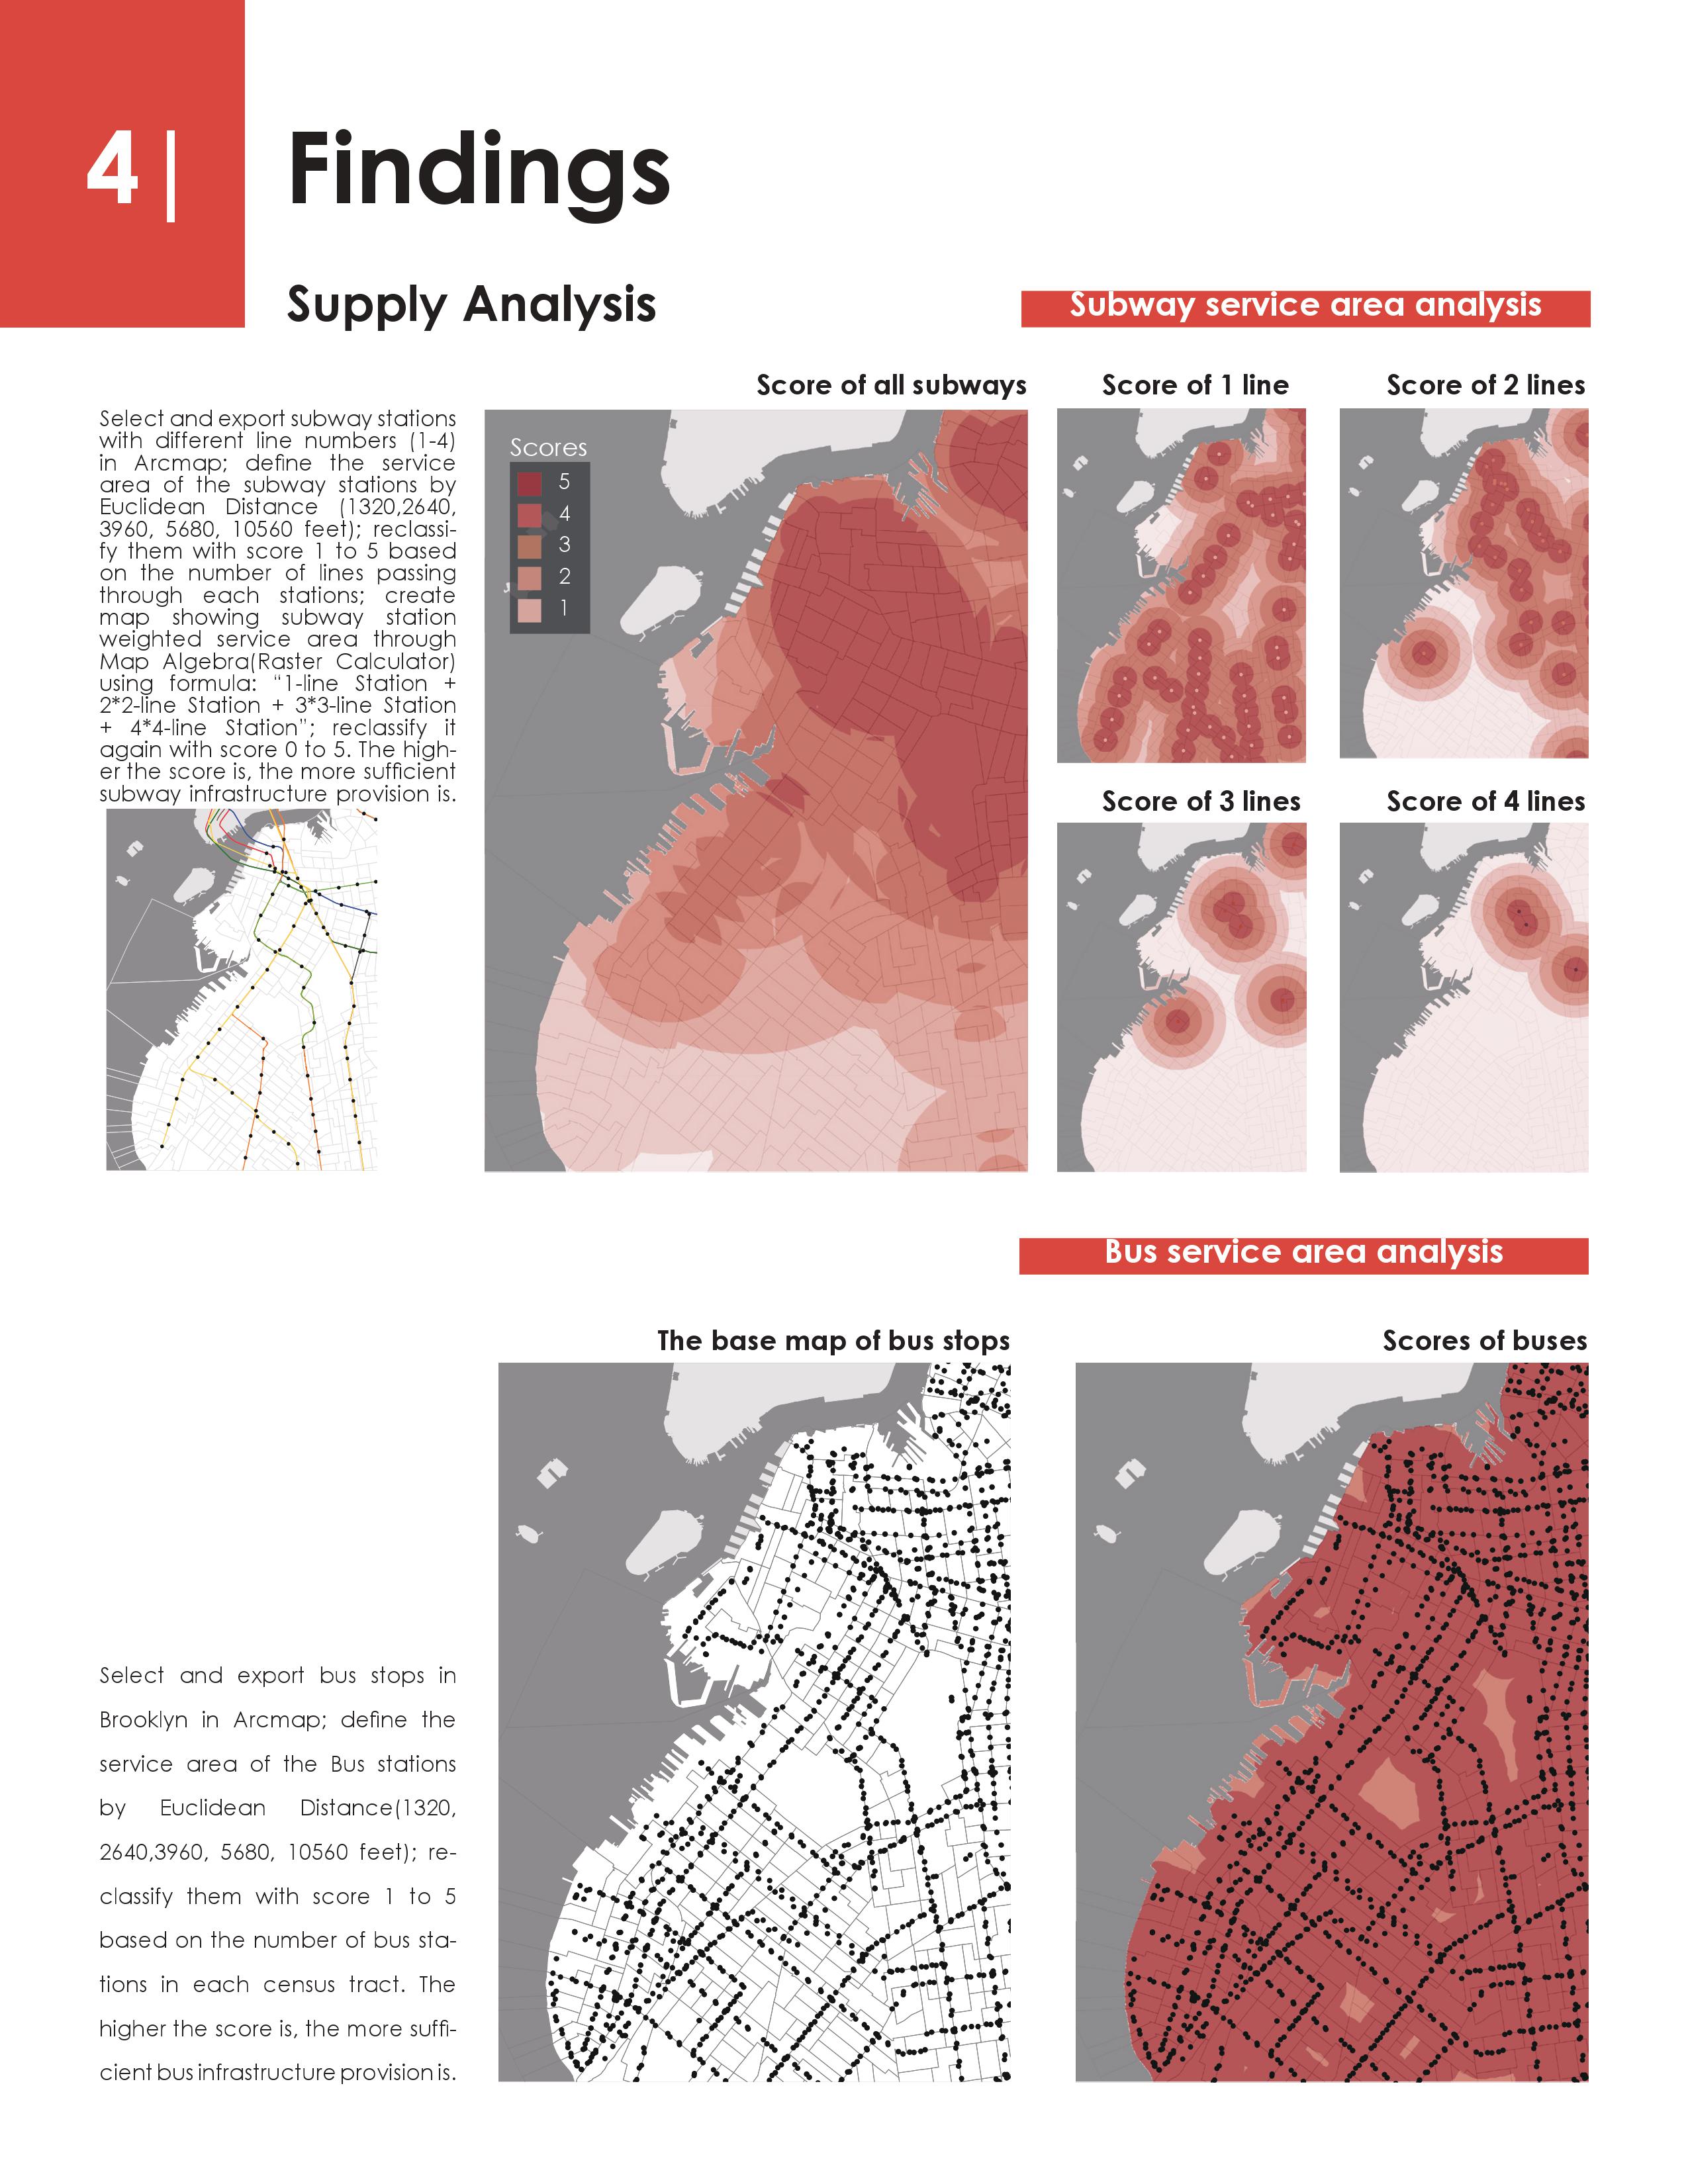 4|
Findings
Supply Analysis
Subway service area analysis
Select and export subway stations
with different line numbers (1-4)
in Arcmap; define the service
area of the subway stations by
Euclidean Distance (1320,2640,
3960, 5680, 10560 feet); reclassi-
fy them with score 1 to 5 based
on the number of lines passing
through each stations; create
map showing subway station
weighted service area through
Map Algebra(Raster Calculator)
using formula: “1-line Station +
2*2-line Station + 3*3-line Station
+ 4*4-line Station”; reclassify it
again with score 0 to 5. The high-
er the score is, the more sufficient
subway infrastructure provision is.
Score of all subways
Scores
5
4
3
2
1
Score of 1 line
Score of 2 lines
Score of 3 lines
Score of 4 lines
Bus service area analysis
The base map of bus stops
Scores of buses
Select and export bus stops in
Brooklyn in Arcmap; define the
service area of the Bus stations
by Euclidean Distance(1320,
2640,3960, 5680, 10560 feet); re-
classify them with score 1 to 5
based on the number of bus sta-
tions in each census tract. The
higher the score is, the more suffi-
cient bus infrastructure provision is.